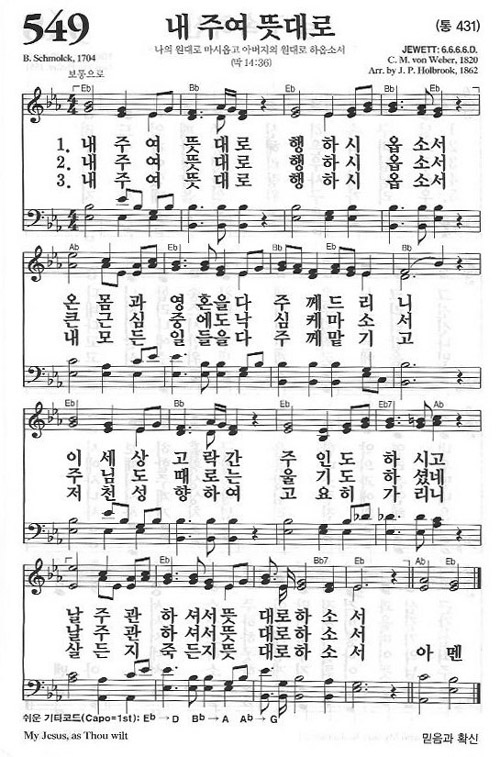 549
내 주여 뜻대로
(통 431)
나의 원대로 마시옵고 아버지의 원대로 하옵소서
(막 14:36)
B. Schmolck, 1704
보통으로
JEWETT: 6.6.6.6.D.
C. M. von Weber, 1820
Arr. by J. P. Holbrook, 1862
Eb Bb Eb
1. 내 주 여 뜻 대 로 행 하 시 옵 소서
2. 내 주 여 뜻 대 로 행 하 시 옵 소서
3. 내 주 여 뜻 대 로 행 하 시 옵 소서
Ab Eb Bb Eb Bb
온 몸 과 영 혼을다 주 께 드 리 니
큰 근 심 중 에낙 심 케 마 소 서
내 모 든 일 들을다 주 께 맡 기 고
Eb Bb Eb Eb7 Ab
이 세 상 고 락간 주 인도 하 시고
주 님 도 때 로는 울 기도 하 셨네
저 천 성 향 하여 고 요히 가 리니
Eb Bb7 Eb Ab Eb
날 주 관 하 셔서뜻 대로하 소 서
날 주 관 하 셔서뜻 대로하 소 서
살 든 지 죽 든지뜻 대로하 소 서 아 멘
쉬운 기타코드(Capo=1st): Eb→D Bb→A Ab→G
My Jesus, as Thou wilt
믿음과 확신